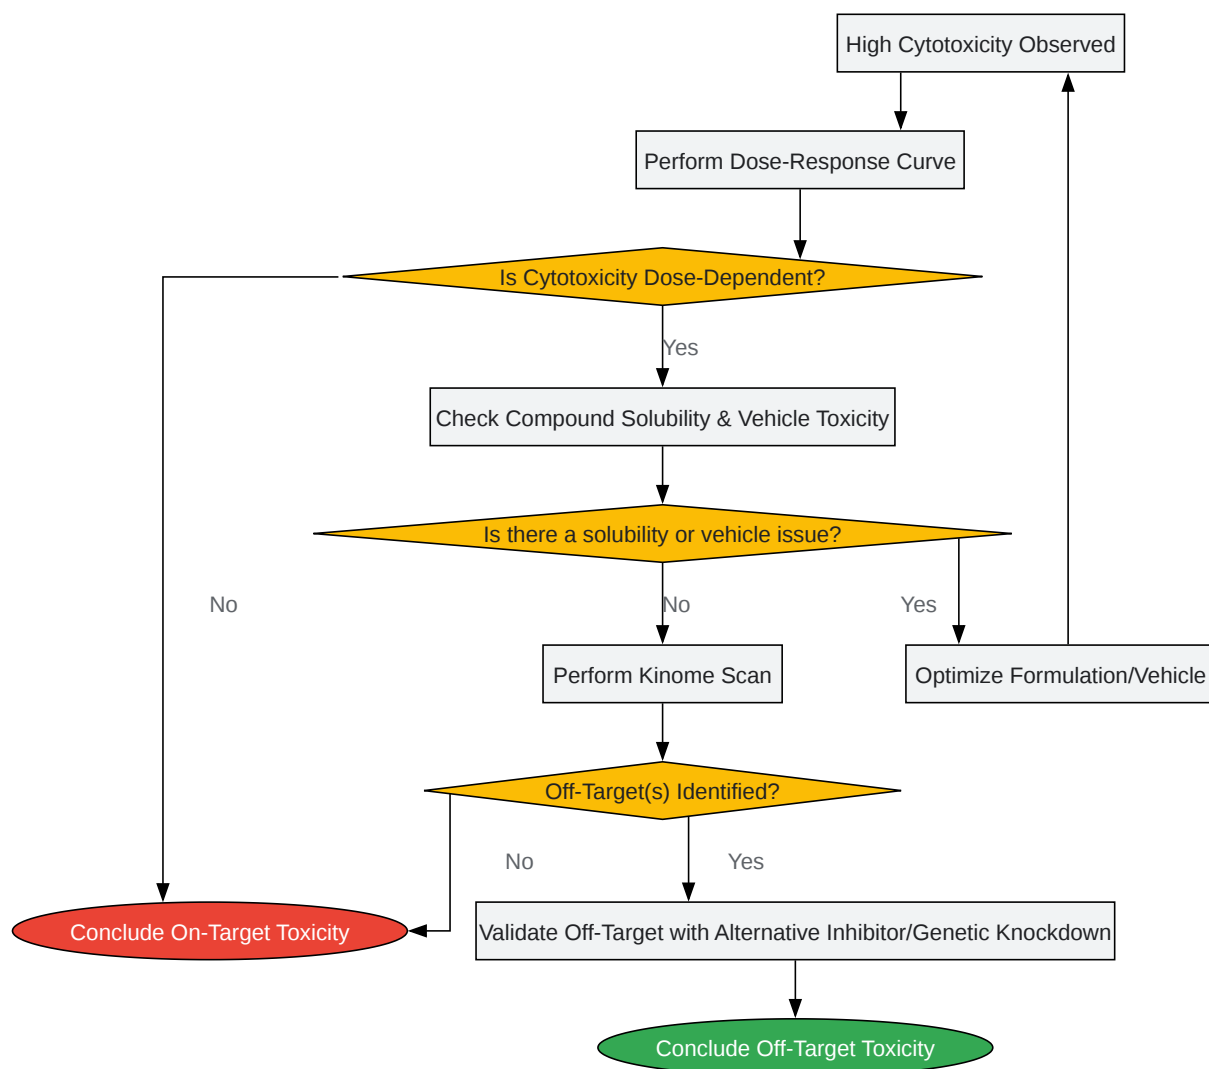 High Cytotoxicity Observed
Perform Dose-Response Curve
Is Cytotoxicity Dose-Dependent?
Yes
Check Compound Solubility & Vehicle Toxicity
Is there a solubility or vehicle issue?
No
No
Yes
Perform Kinome Scan
Optimize Formulation/Vehicle
Off-Target(s) Identified?
No
Yes
Conclude On-Target Toxicity
Validate Off-Target with Alternative Inhibitor/Genetic Knockdown
Conclude Off-Target Toxicity